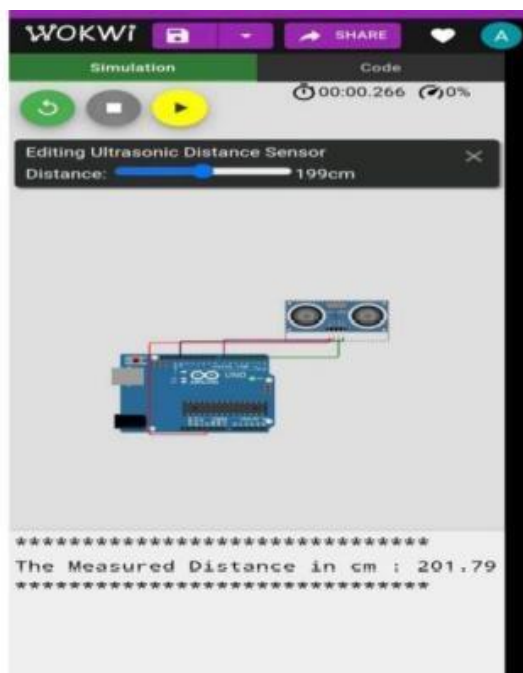 WOKWI SHARE A
Simulation Code
00:00.266 0%
Editing Ultrasonic Distance Sensor
Distance: 199cm
UNO
*******************************
The Measured Distance in cm : 201.79
*******************************